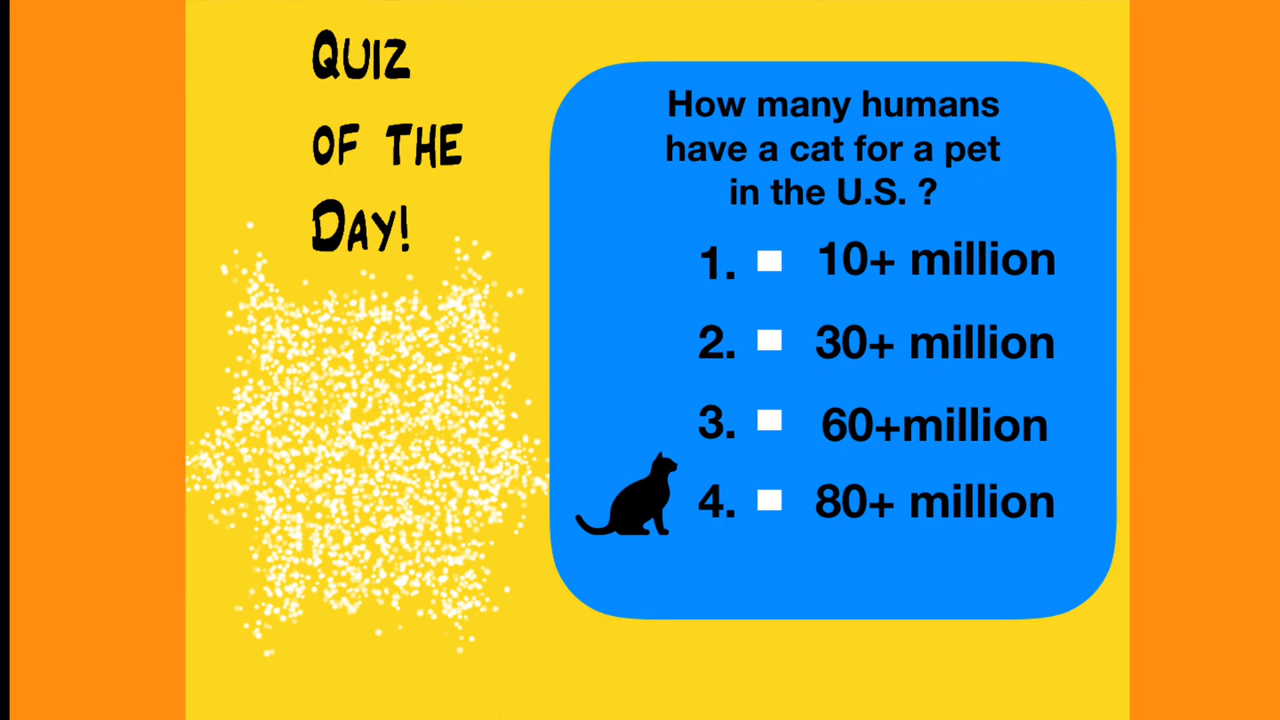 Quiz
of the
Day!
How many humans
have a cat for a pet
in the U.S. ?
1. 10+ million
2. 30+ million
3. 60+million
4. 80+ million